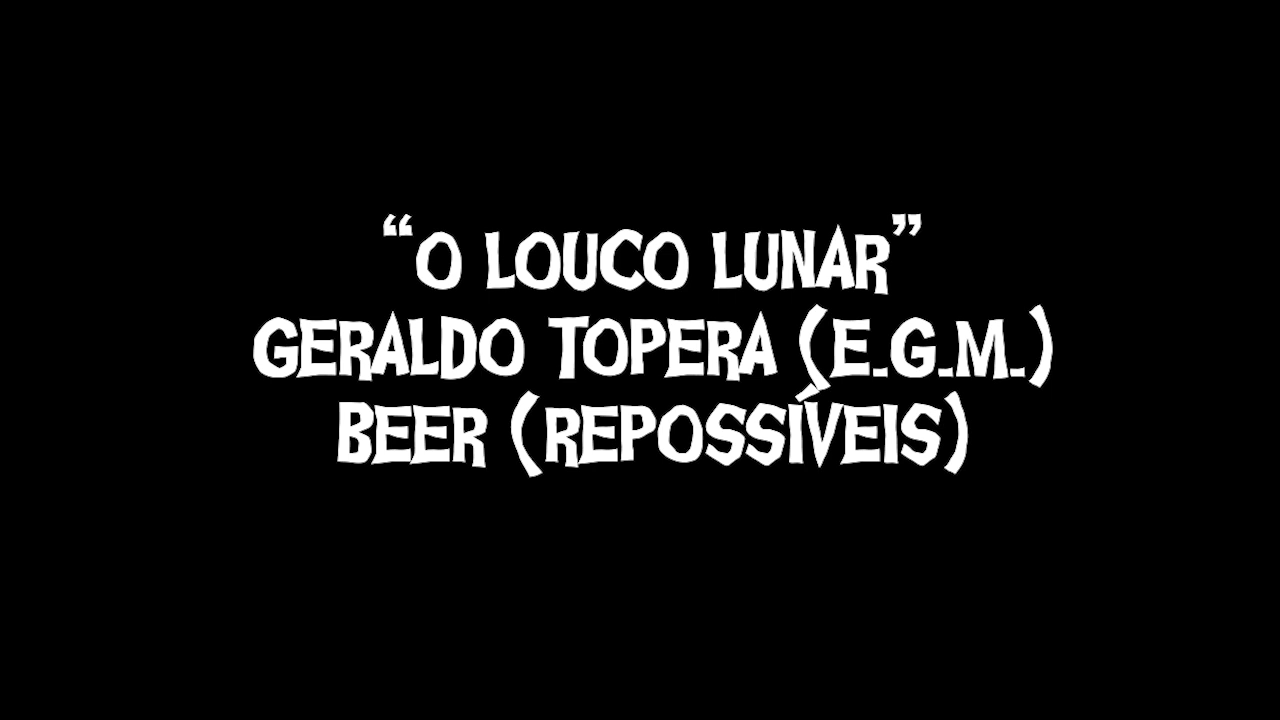 “O LOUCO LUNAR”
GERALDO TOPERA (E.G.M.)
BEER (REPOSSÍVEIS)